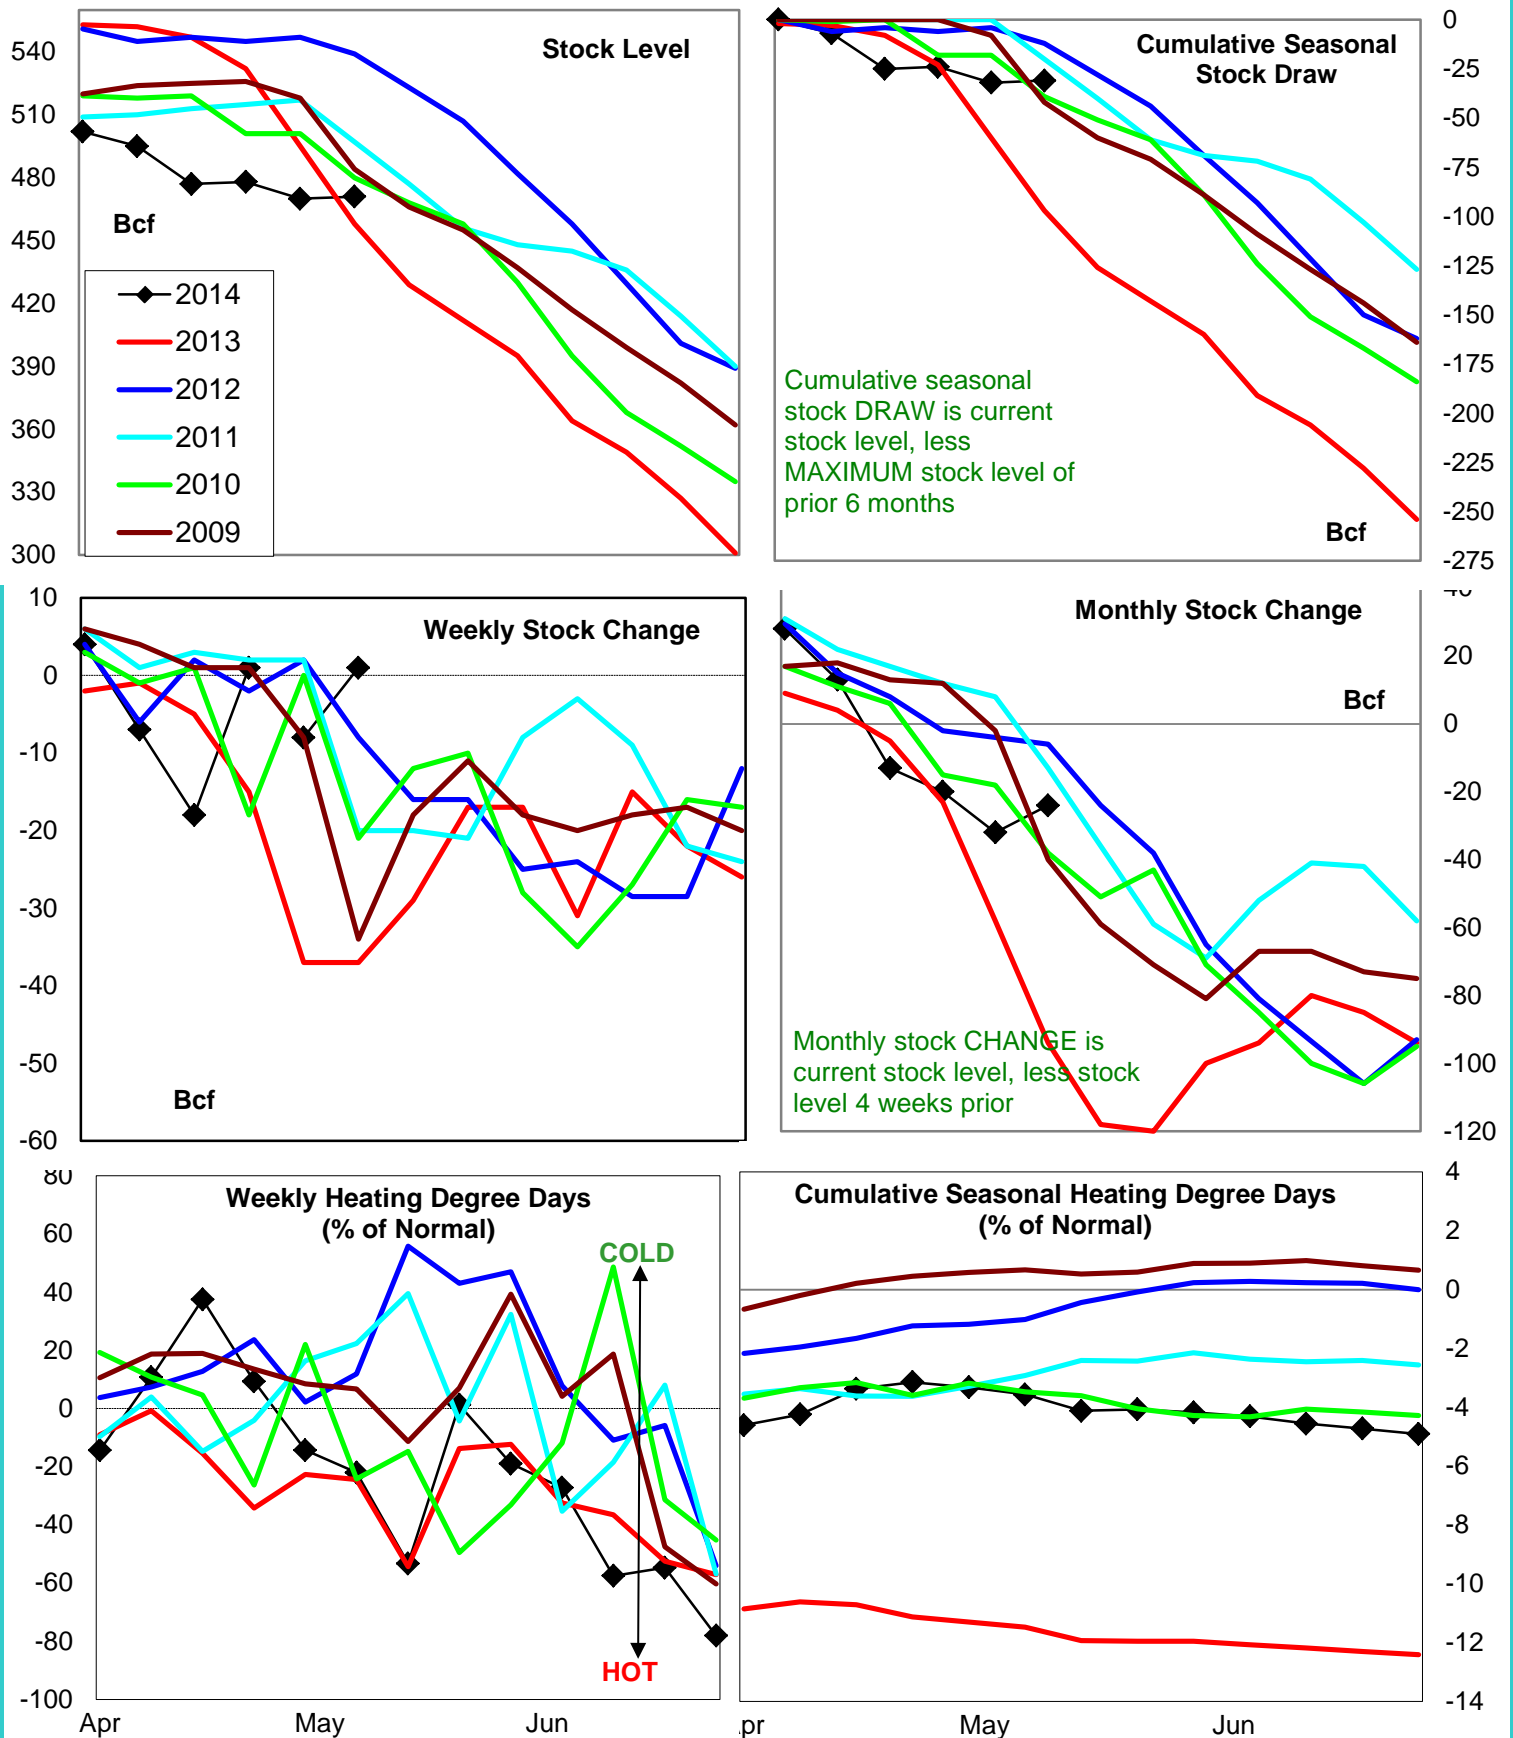 Stock Level
540
510
480
450
420
390
360
330
300
Bcf
2014
2013
2012
2011
2010
2009
Cumulative Seasonal
Stock Draw
0
-25
-50
-75
-100
-125
-150
-175
-200
-225
-250
-275
Cumulative seasonal
stock DRAW is current
stock level, less
MAXIMUM stock level of
prior 6 months
Bcf
Weekly Stock Change
10
0
-10
-20
-30
-40
-50
-60
Bcf
Monthly Stock Change
40
20
0
-20
-40
-60
-80
-100
-120
Bcf
Monthly stock CHANGE is
current stock level, less stock
level 4 weeks prior
Weekly Heating Degree Days
(% of Normal)
80
60
40
20
0
-20
-40
-60
-80
-100
COLD
HOT
Apr May Jun
Cumulative Seasonal Heating Degree Days
(% of Normal)
4
2
0
-2
-4
-6
-8
-10
-12
-14
pr May Jun